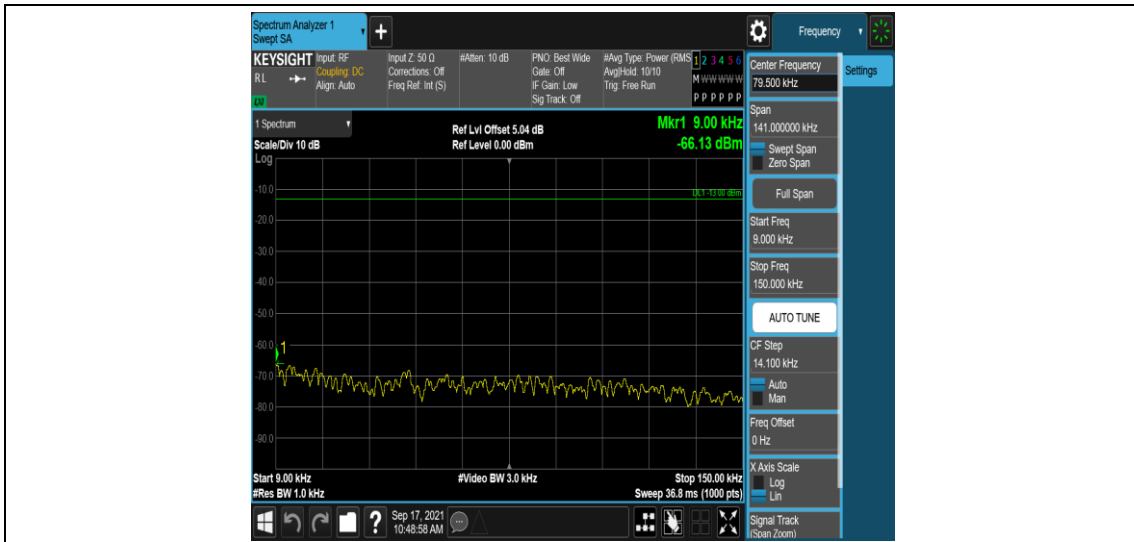 Spectrum Analyzer 1
Swept SA
+
Frequency
KEYSIGHT
RL
LXI
Input: RF
Coupling: DC
Align: Auto
Input Z: 50 Ω
Corrections: Off
Freq Ref: Int (S)
#Atten: 10 dB
PNO: Best Wide
Gate: Off
IF Gain: Low
Sig Track: Off
#Avg Type: Power (RMS
Avg|Hold: 10/10
Trig: Free Run
1 2 3 4 5 6
M W W W W W
P P P P P P
Center Frequency
79.500 kHz
Settings
1 Spectrum
Scale/Div 10 dB
Log
Ref Lvl Offset 5.04 dB
Ref Level 0.00 dBm
Mkr1 9.00 kHz
-66.13 dBm
DL1 -13.00 dBm
-10.0
-20.0
-30.0
-40.0
-50.0
-60.0
1
-70.0
-80.0
-90.0
Start 9.00 kHz
#Res BW 1.0 kHz
#Video BW 3.0 kHz
Stop 150.00 kHz
Sweep 36.8 ms (1000 pts)
Span
141.000000 kHz
Swept Span
Zero Span
Full Span
Start Freq
9.000 kHz
Stop Freq
150.000 kHz
AUTO TUNE
CF Step
14.100 kHz
Auto
Man
Freq Offset
0 Hz
X Axis Scale
Log
Lin
Signal Track
(Span Zoom)
?
Sep 17, 2021
10:48:58 AM